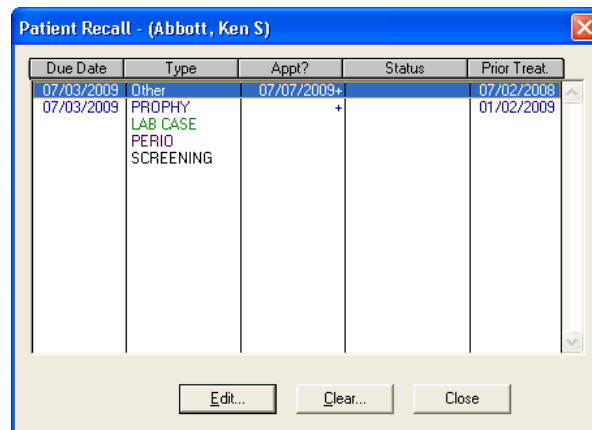 Patient Recall - (Abbott, Ken S)
Due Date Type Appt? Status Prior Treat.
07/03/2009 Other 07/07/2009+ 07/02/2008
07/03/2009 PROPHY + 01/02/2009
LAB CASE
PERIO
SCREENING
Edit... Clear... Close